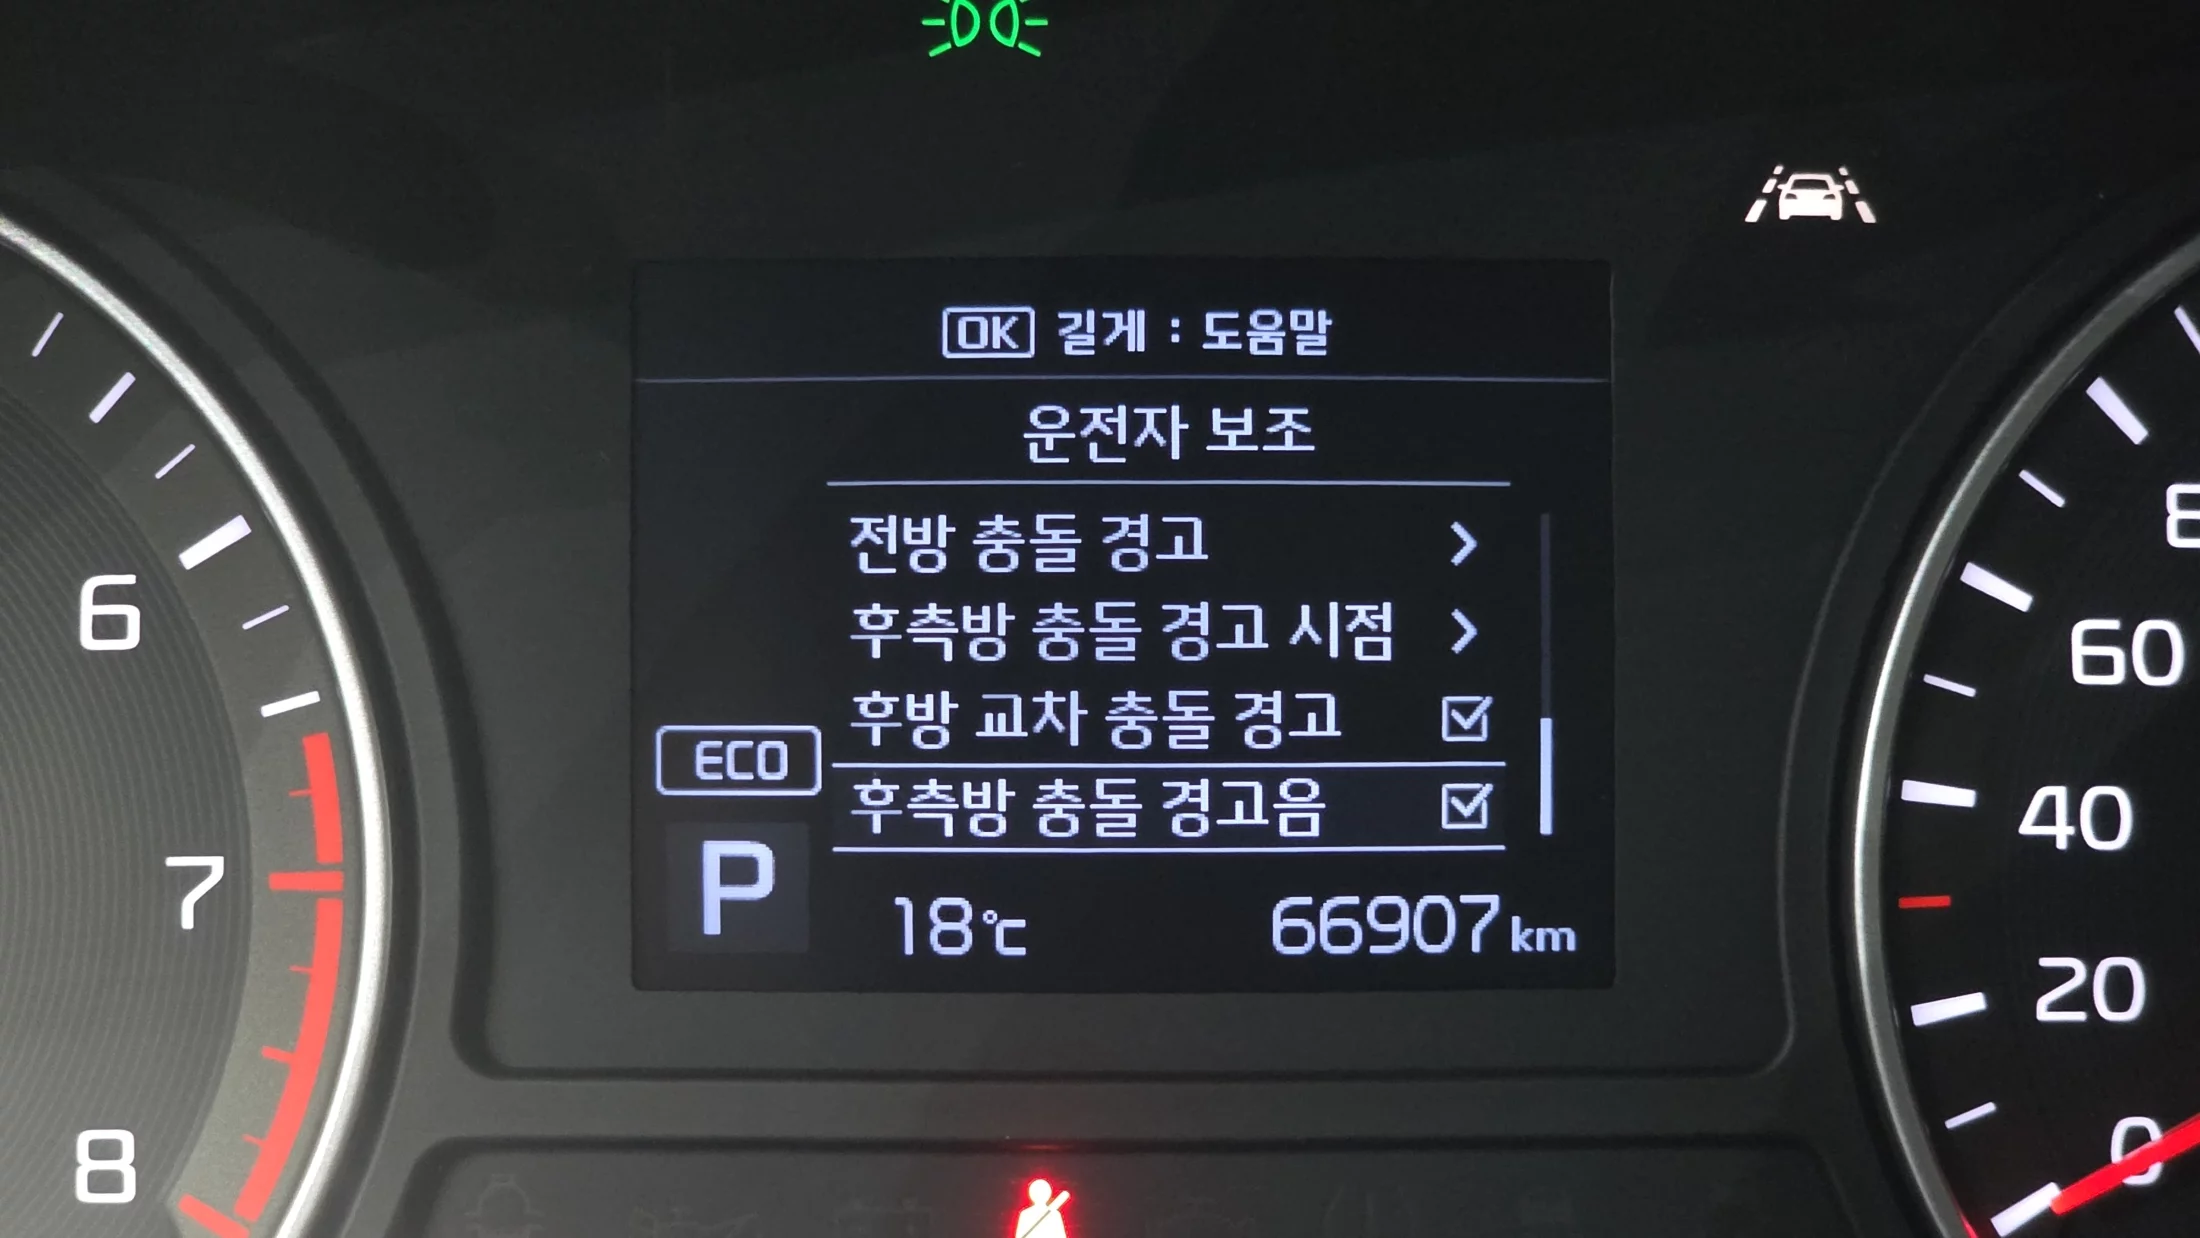 OK 길게 : 도움말
운전자 보조
전방 충돌 경고
후측방 충돌 경고 시점
후방 교차 충돌 경고
후측방 충돌 경고음
ECO
P
18℃ 66907 km
6
7
8
60
40
20
0